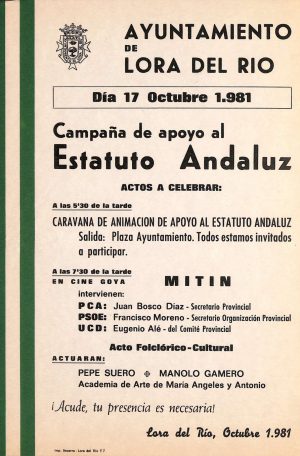 AYUNTAMIENTO
DE
LORA DEL RIO
Día 17 Octubre 1.981
Campaña de apoyo al
Estatuto Andaluz
ACTOS A CELEBRAR:
A las 5'30 de la tarde
CARAVANA DE ANIMACION DE APOYO AL ESTATUTO ANDALUZ
Salida: Plaza Ayuntamiento. Todos estamos invitados
a participar.
A las 7'30 de la tarde
EN CINE GOYA MITIN
intervienen:
PCA: Juan Bosco Díaz - Secretario Provincial
PSOE: Francisco Moreno - Secretario Organización Provincial
UCD: Eugenio Alé - del Comité Provincial
Acto Folclórico-Cultural
ACTUARAN:
PEPE SUERO + MANOLO GAMERO
Academia de Arte de María Angeles y Antonio
¡Acude, tu presencia es necesaria!
Lora del Río, Octubre 1.981
Lora del Río